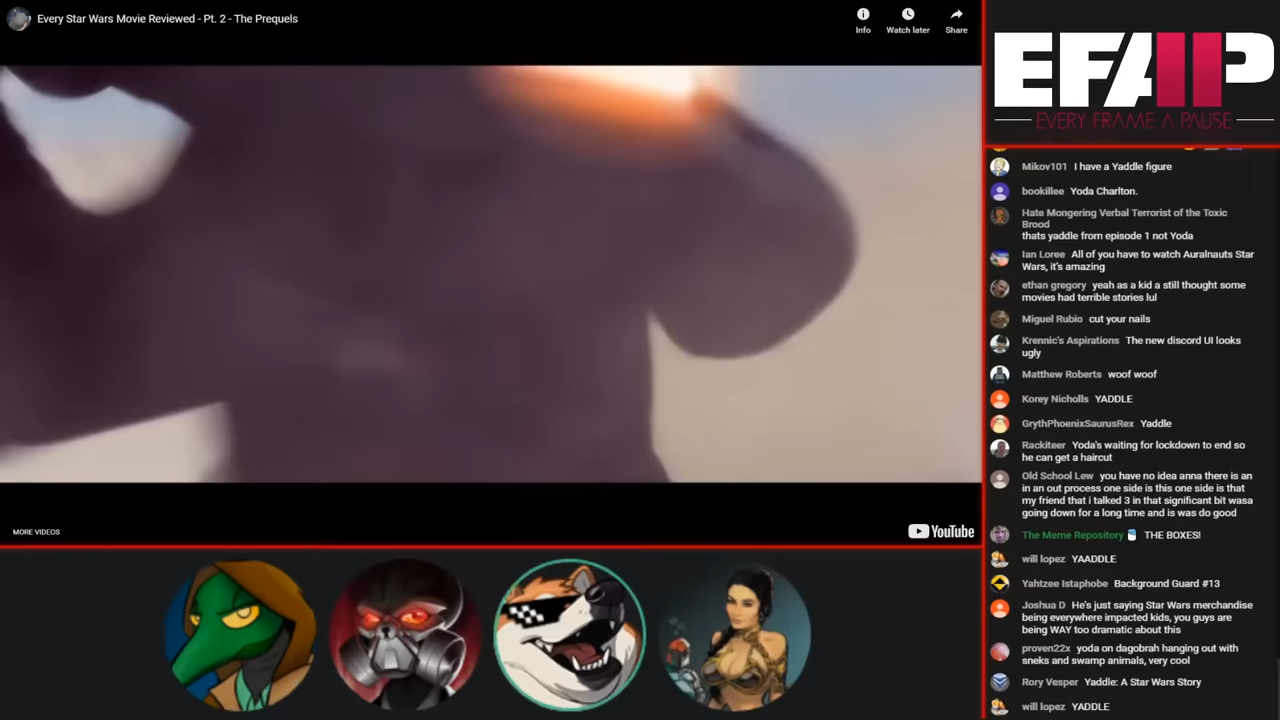 Every Star Wars Movie Reviewed - Pt. 2 - The Prequels
Info
Watch later
Share
MORE VIDEOS
YouTube
EFAP
EVERY FRAME A PAUSE
Mikov101 I have a Yaddle figure
bookillee Yoda Charlton.
Hate Mongering Verbal Terrorist of the Toxic
Brood
thats yaddle from episode 1 not Yoda
Ian Loree All of you have to watch Auralnauts Star
Wars, it's amazing
ethan gregory yeah as a kid a still thought some
movies had terrible stories lul
Miguel Rubio cut your nails
Krennic's Aspirations The new discord UI looks
ugly
Matthew Roberts woof woof
Korey Nicholls YADDLE
GrythPhoenixSaurusRex Yaddle
Rackiteer Yoda's waiting for lockdown to end so
he can get a haircut
Old School Lew you have no idea anna there is an
in an out process one side is this one side is that
my friend that i talked 3 in that significant bit wasa
going down for a long time and is was do good
The Meme Repository THE BOXES!
will lopez YAADDLE
Yahtzee Istaphobe Background Guard #13
Joshua D He's just saying Star Wars merchandise
being everywhere impacted kids, you guys are
being WAY too dramatic about this
proven22x yoda on dagobrah hanging out with
sneks and swamp animals, very cool
Rory Vesper Yaddle: A Star Wars Story
will lopez YADDLE